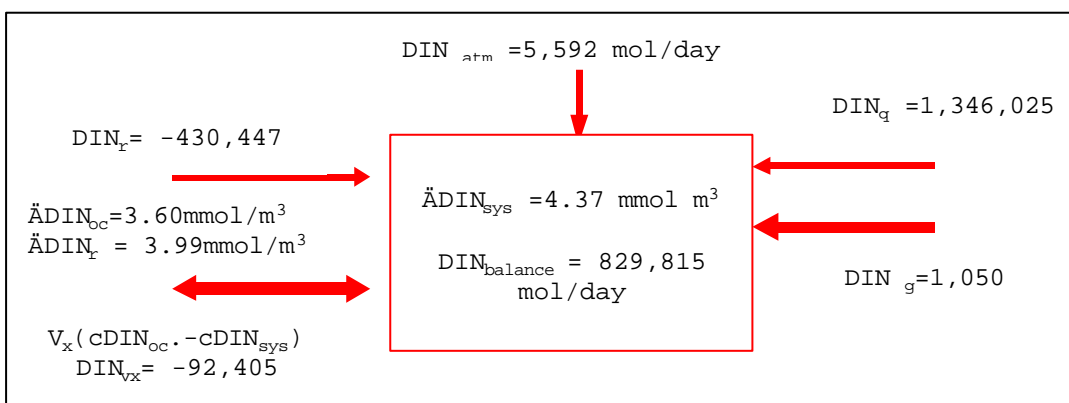 DIN atm =5,592 mol/day
DINq =1,346,025
DINr= -430,447
ÄDINsys =4.37 mmol m³
ÄDINoc=3.60mmol/m³
ÄDINr = 3.99mmol/m³
DINbalance = 829,815
mol/day
DIN g=1,050
Vx(cDINoc.-cDINsys)
DINvx= -92,405